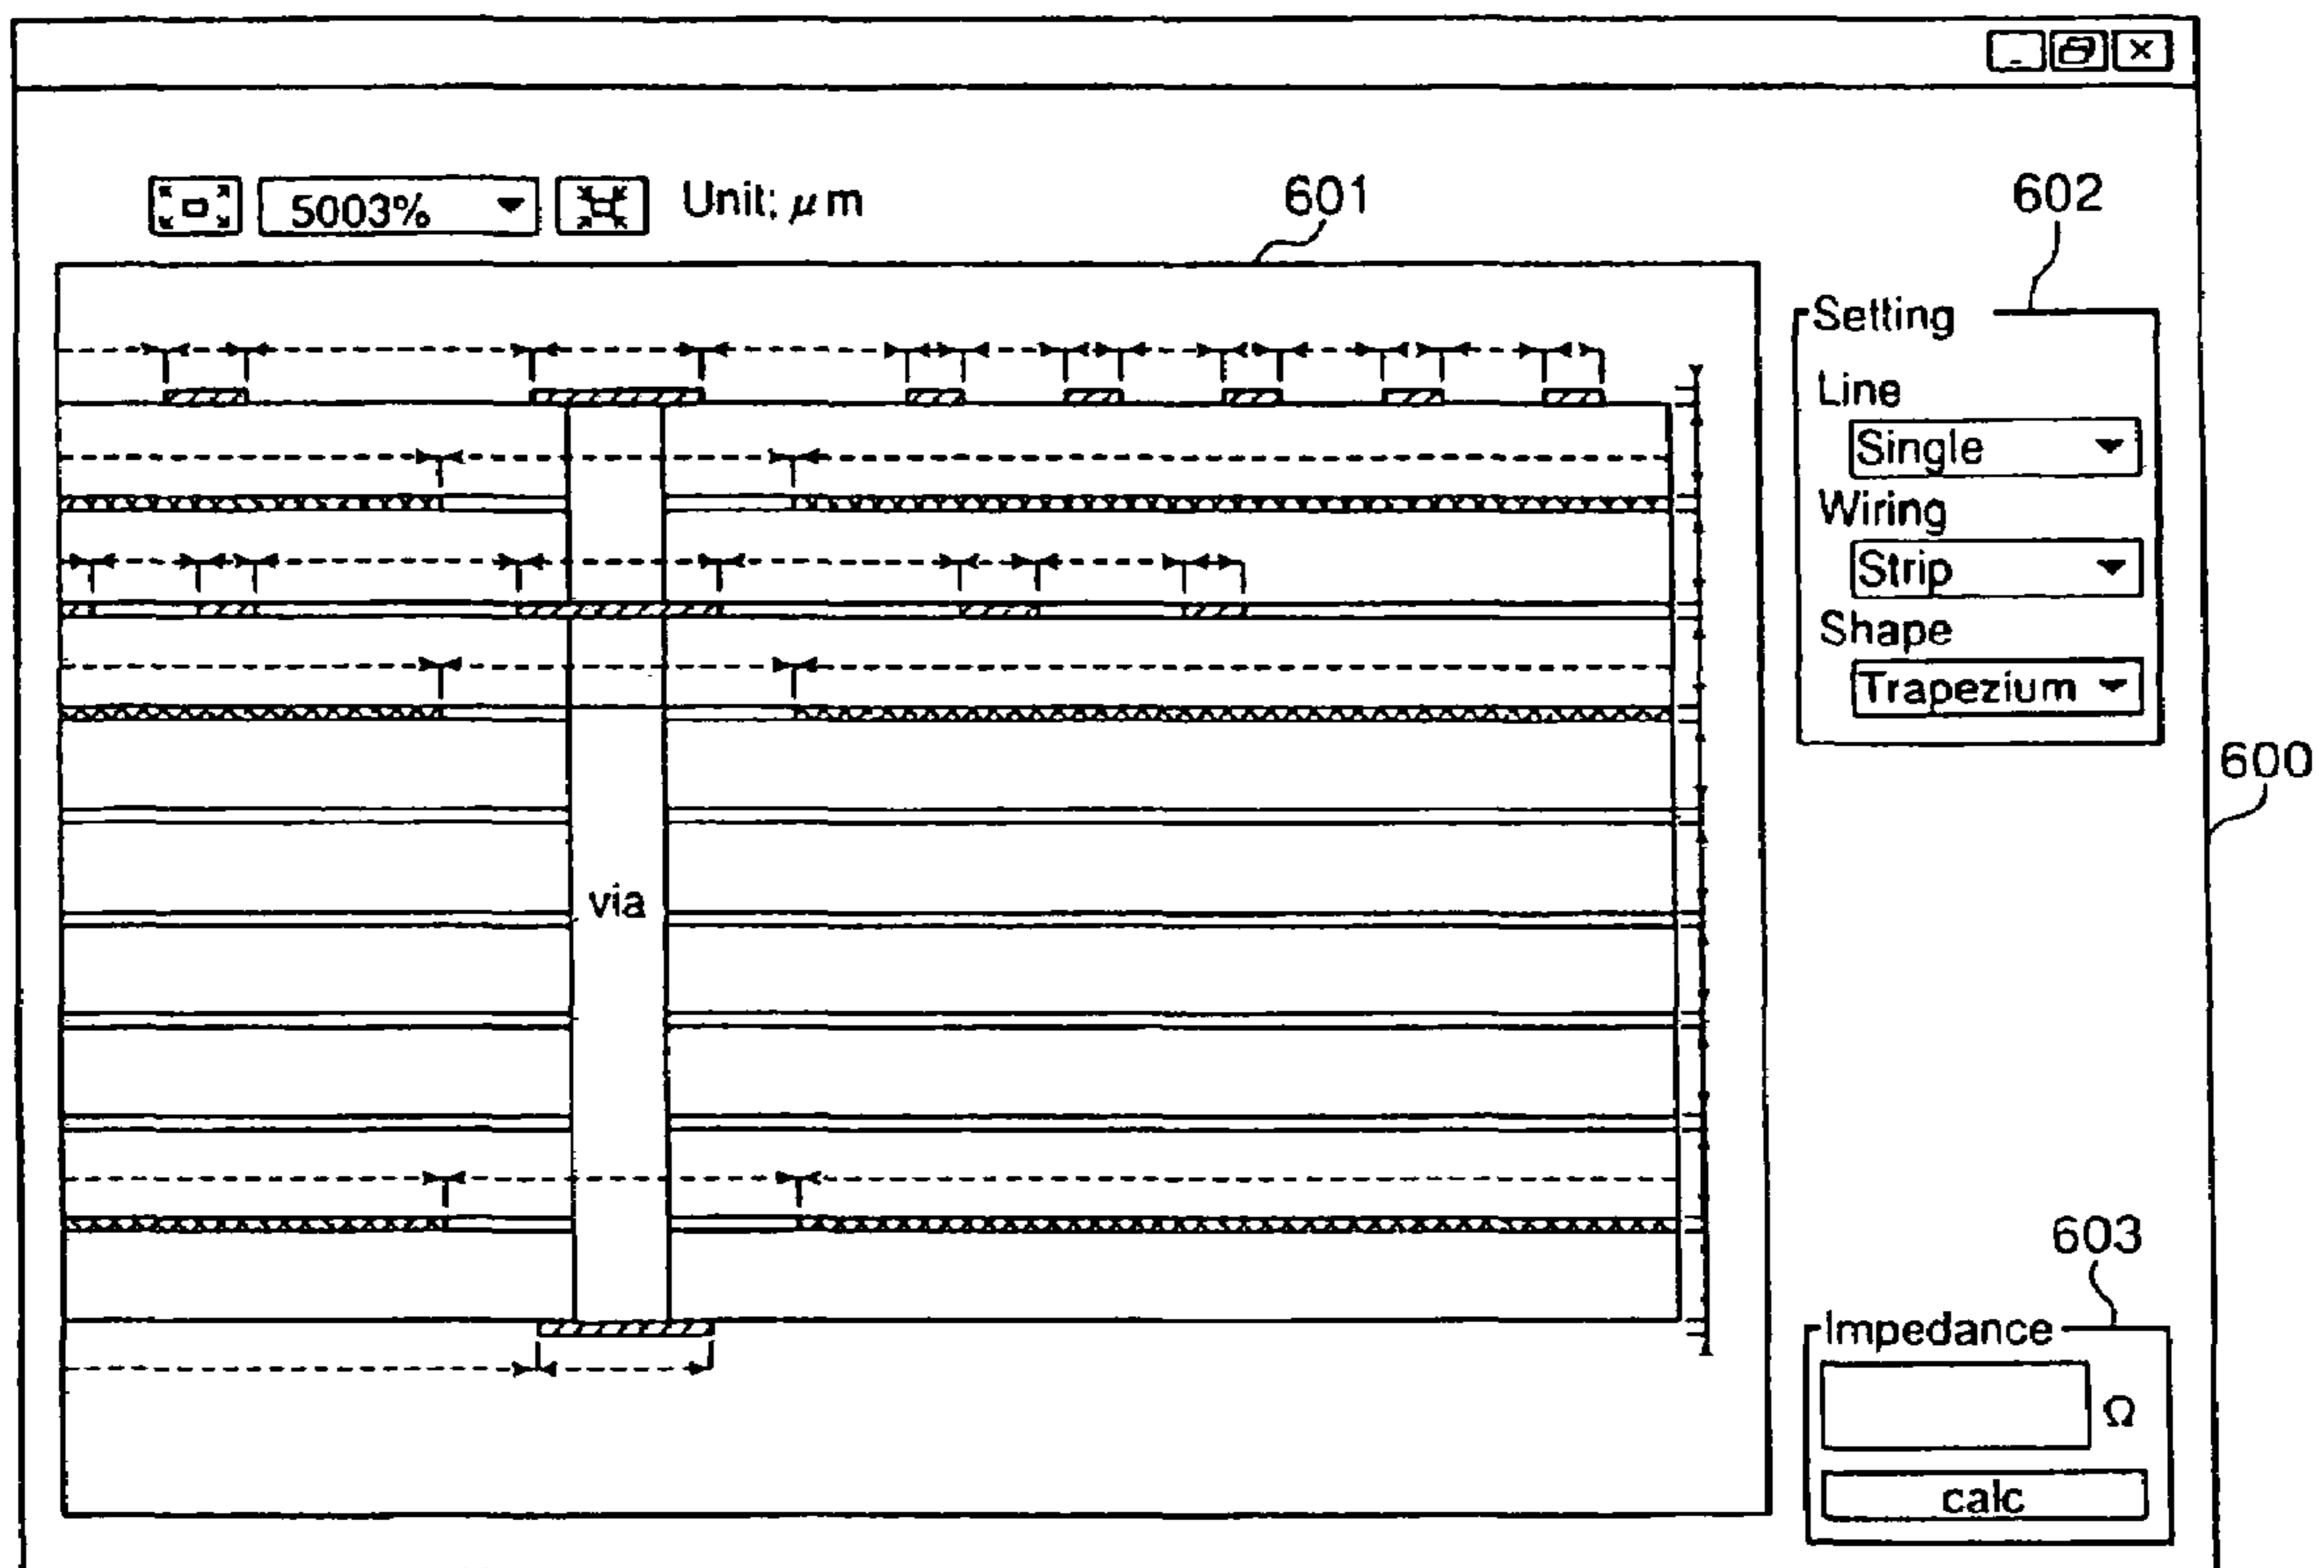 5003%
Unit; μm
601
602
Setting
Line
Single
Wiring
Strip
Shape
Trapezium
600
via
603
Impedance
Ω
calc